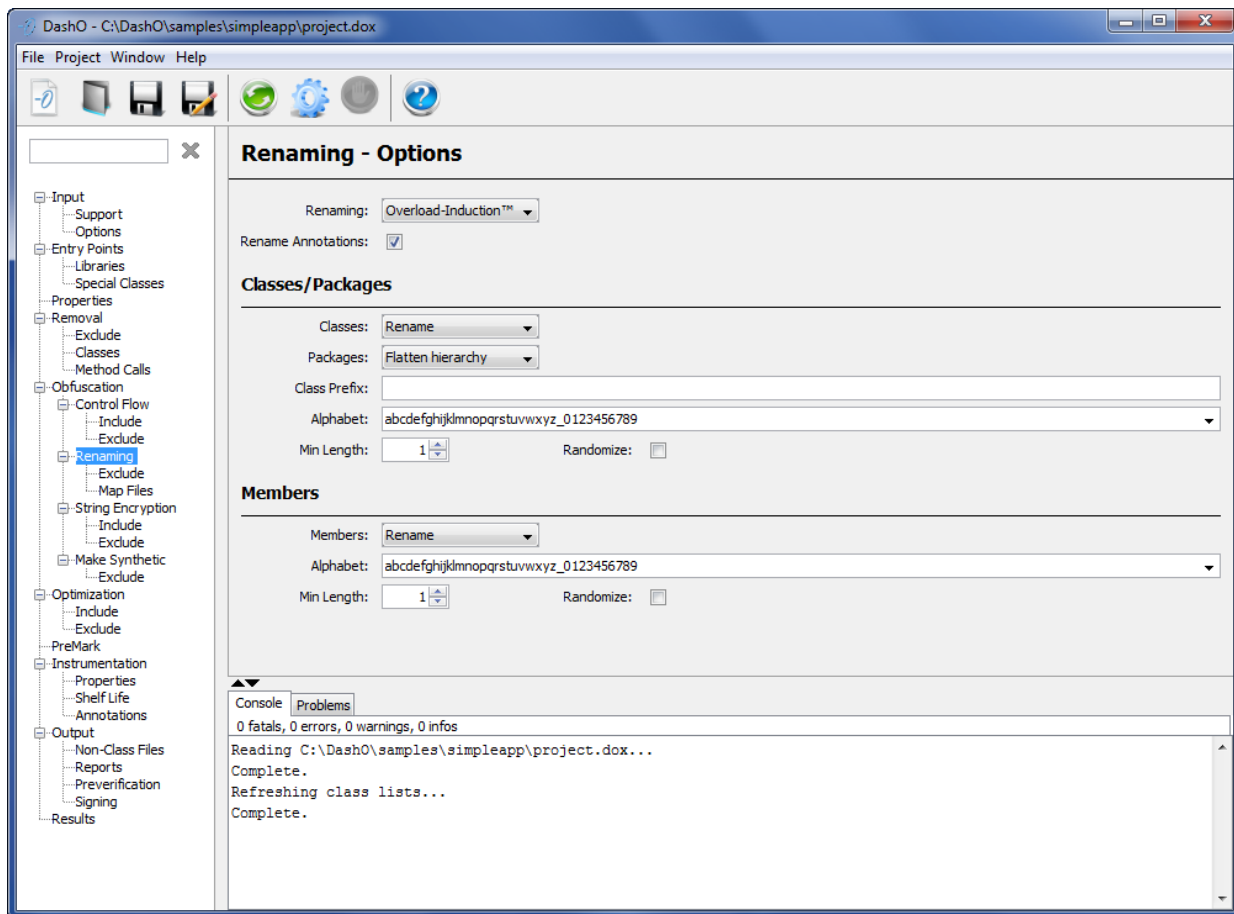 DashO - C:\DashO\samples\simpleapp\project.dox
File Project Window Help
Renaming - Options
Input
Support
Options
Entry Points
Libraries
Special Classes
Properties
Removal
Exclude
Classes
Method Calls
Obfuscation
Control Flow
Include
Exclude
Renaming
Exclude
Map Files
String Encryption
Include
Exclude
Make Synthetic
Exclude
Optimization
Include
Exclude
PreMark
Instrumentation
Properties
Shelf Life
Annotations
Output
Non-Class Files
Reports
Preverification
Signing
Results
Renaming: Overload-Induction™
Rename Annotations:
Classes/Packages
Classes: Rename
Packages: Flatten hierarchy
Class Prefix:
Alphabet: abcdefghijklmnopqrstuvwxyz_0123456789
Min Length: 1 Randomize:
Members
Members: Rename
Alphabet: abcdefghijklmnopqrstuvwxyz_0123456789
Min Length: 1 Randomize:
Console Problems
0 fatals, 0 errors, 0 warnings, 0 infos
Reading C:\DashO\samples\simpleapp\project.dox...
Complete.
Refreshing class lists...
Complete.